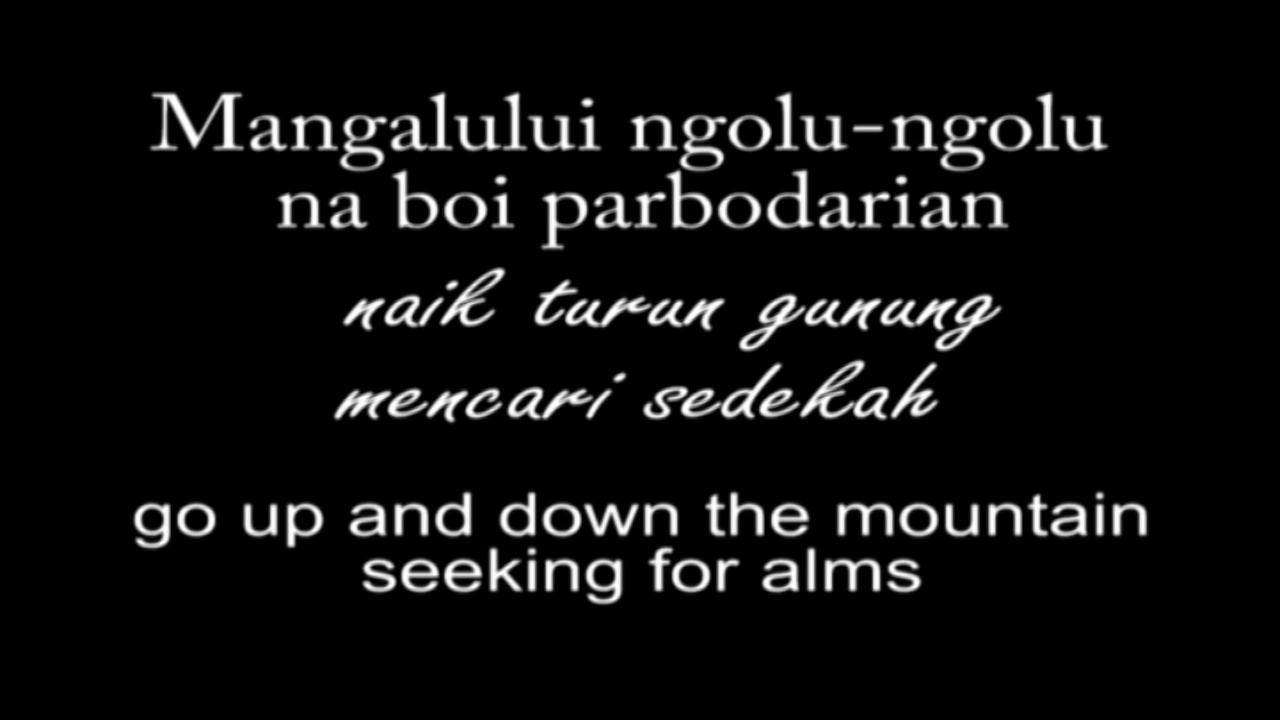 Mangalului ngolu-ngolu
na boi parbodarian
naik turun gunung
mencari sedekah
go up and down the mountain
seeking for alms